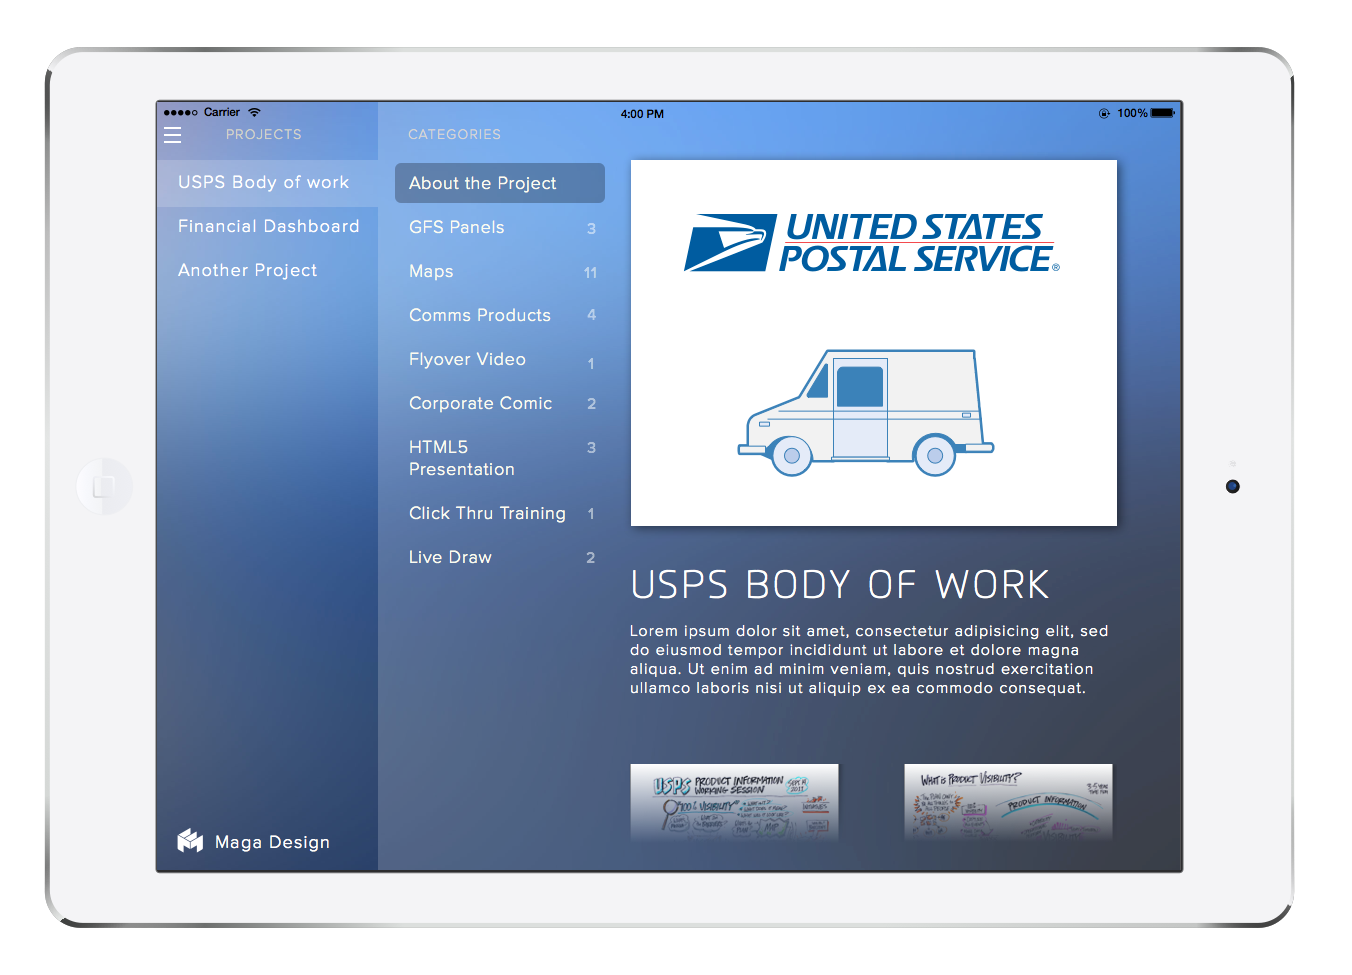 Carrier
4:00 PM
100%
PROJECTS
CATEGORIES
USPS Body of work
Financial Dashboard
Another Project
Maga Design
About the Project
GFS Panels 3
Maps 11
Comms Products 4
Flyover Video 1
Corporate Comic 2
HTML5 3
Presentation
Click Thru Training 1
Live Draw 2
UNITED STATES
POSTAL SERVICE®
USPS BODY OF WORK
Lorem ipsum dolor sit amet, consectetur adipisicing elit, sed
do eiusmod tempor incididunt ut labore et dolore magna
aliqua. Ut enim ad minim veniam, quis nostrud exercitation
ullamco laboris nisi ut aliquip ex ea commodo consequat.
USPS PRODUCT INFORMATION
WORKING SESSION
WHAT IS PRODUCT VISIBILITY?
PRODUCT INFORMATION